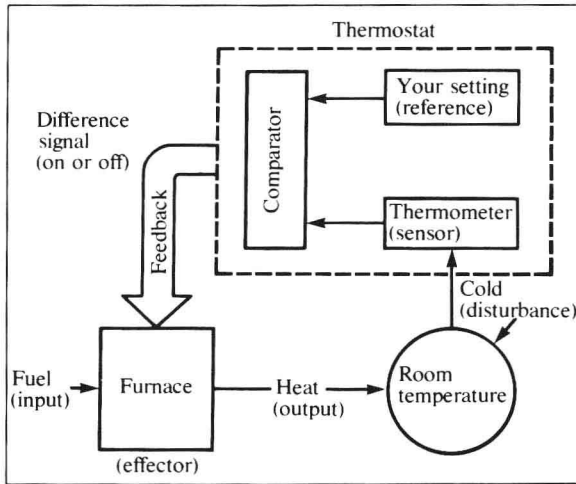 Thermostat
Your setting
(reference)
Comparator
Difference
signal
(on or off)
Feedback
Thermometer
(sensor)
Cold
(disturbance)
Fuel
(input)
Furnace
Heat
(output)
Room
temperature
(effector)